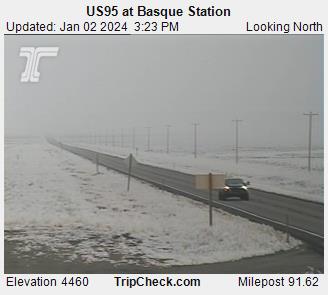 US95 at Basque Station
Updated: Jan 02 2024 3:23 PM Looking North
Elevation 4460 TripCheck.com Milepost 91.62